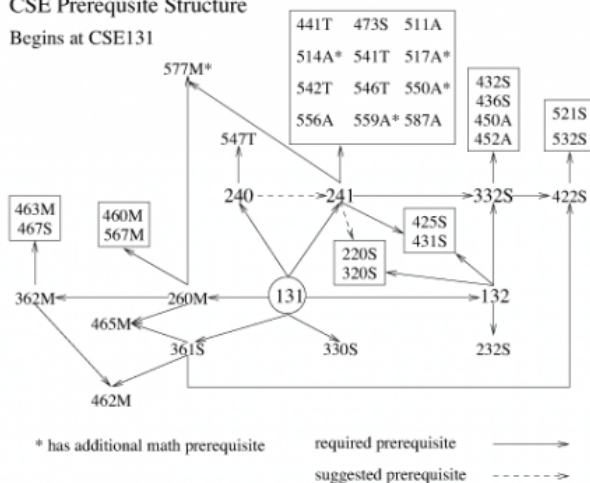 CSE Prerequsite Structure
Begins at CSE131
441T 473S 511A
514A* 541T 517A*
542T 546T 550A*
556A 559A* 587A
577M*
432S
436S
450A
452A
521S
532S
547T
240
241
332S
422S
463M
467S
460M
567M
425S
431S
220S
320S
362M
260M
131
132
465M
361S
330S
232S
462M
* has additional math prerequisite
required prerequisite
suggested prerequisite